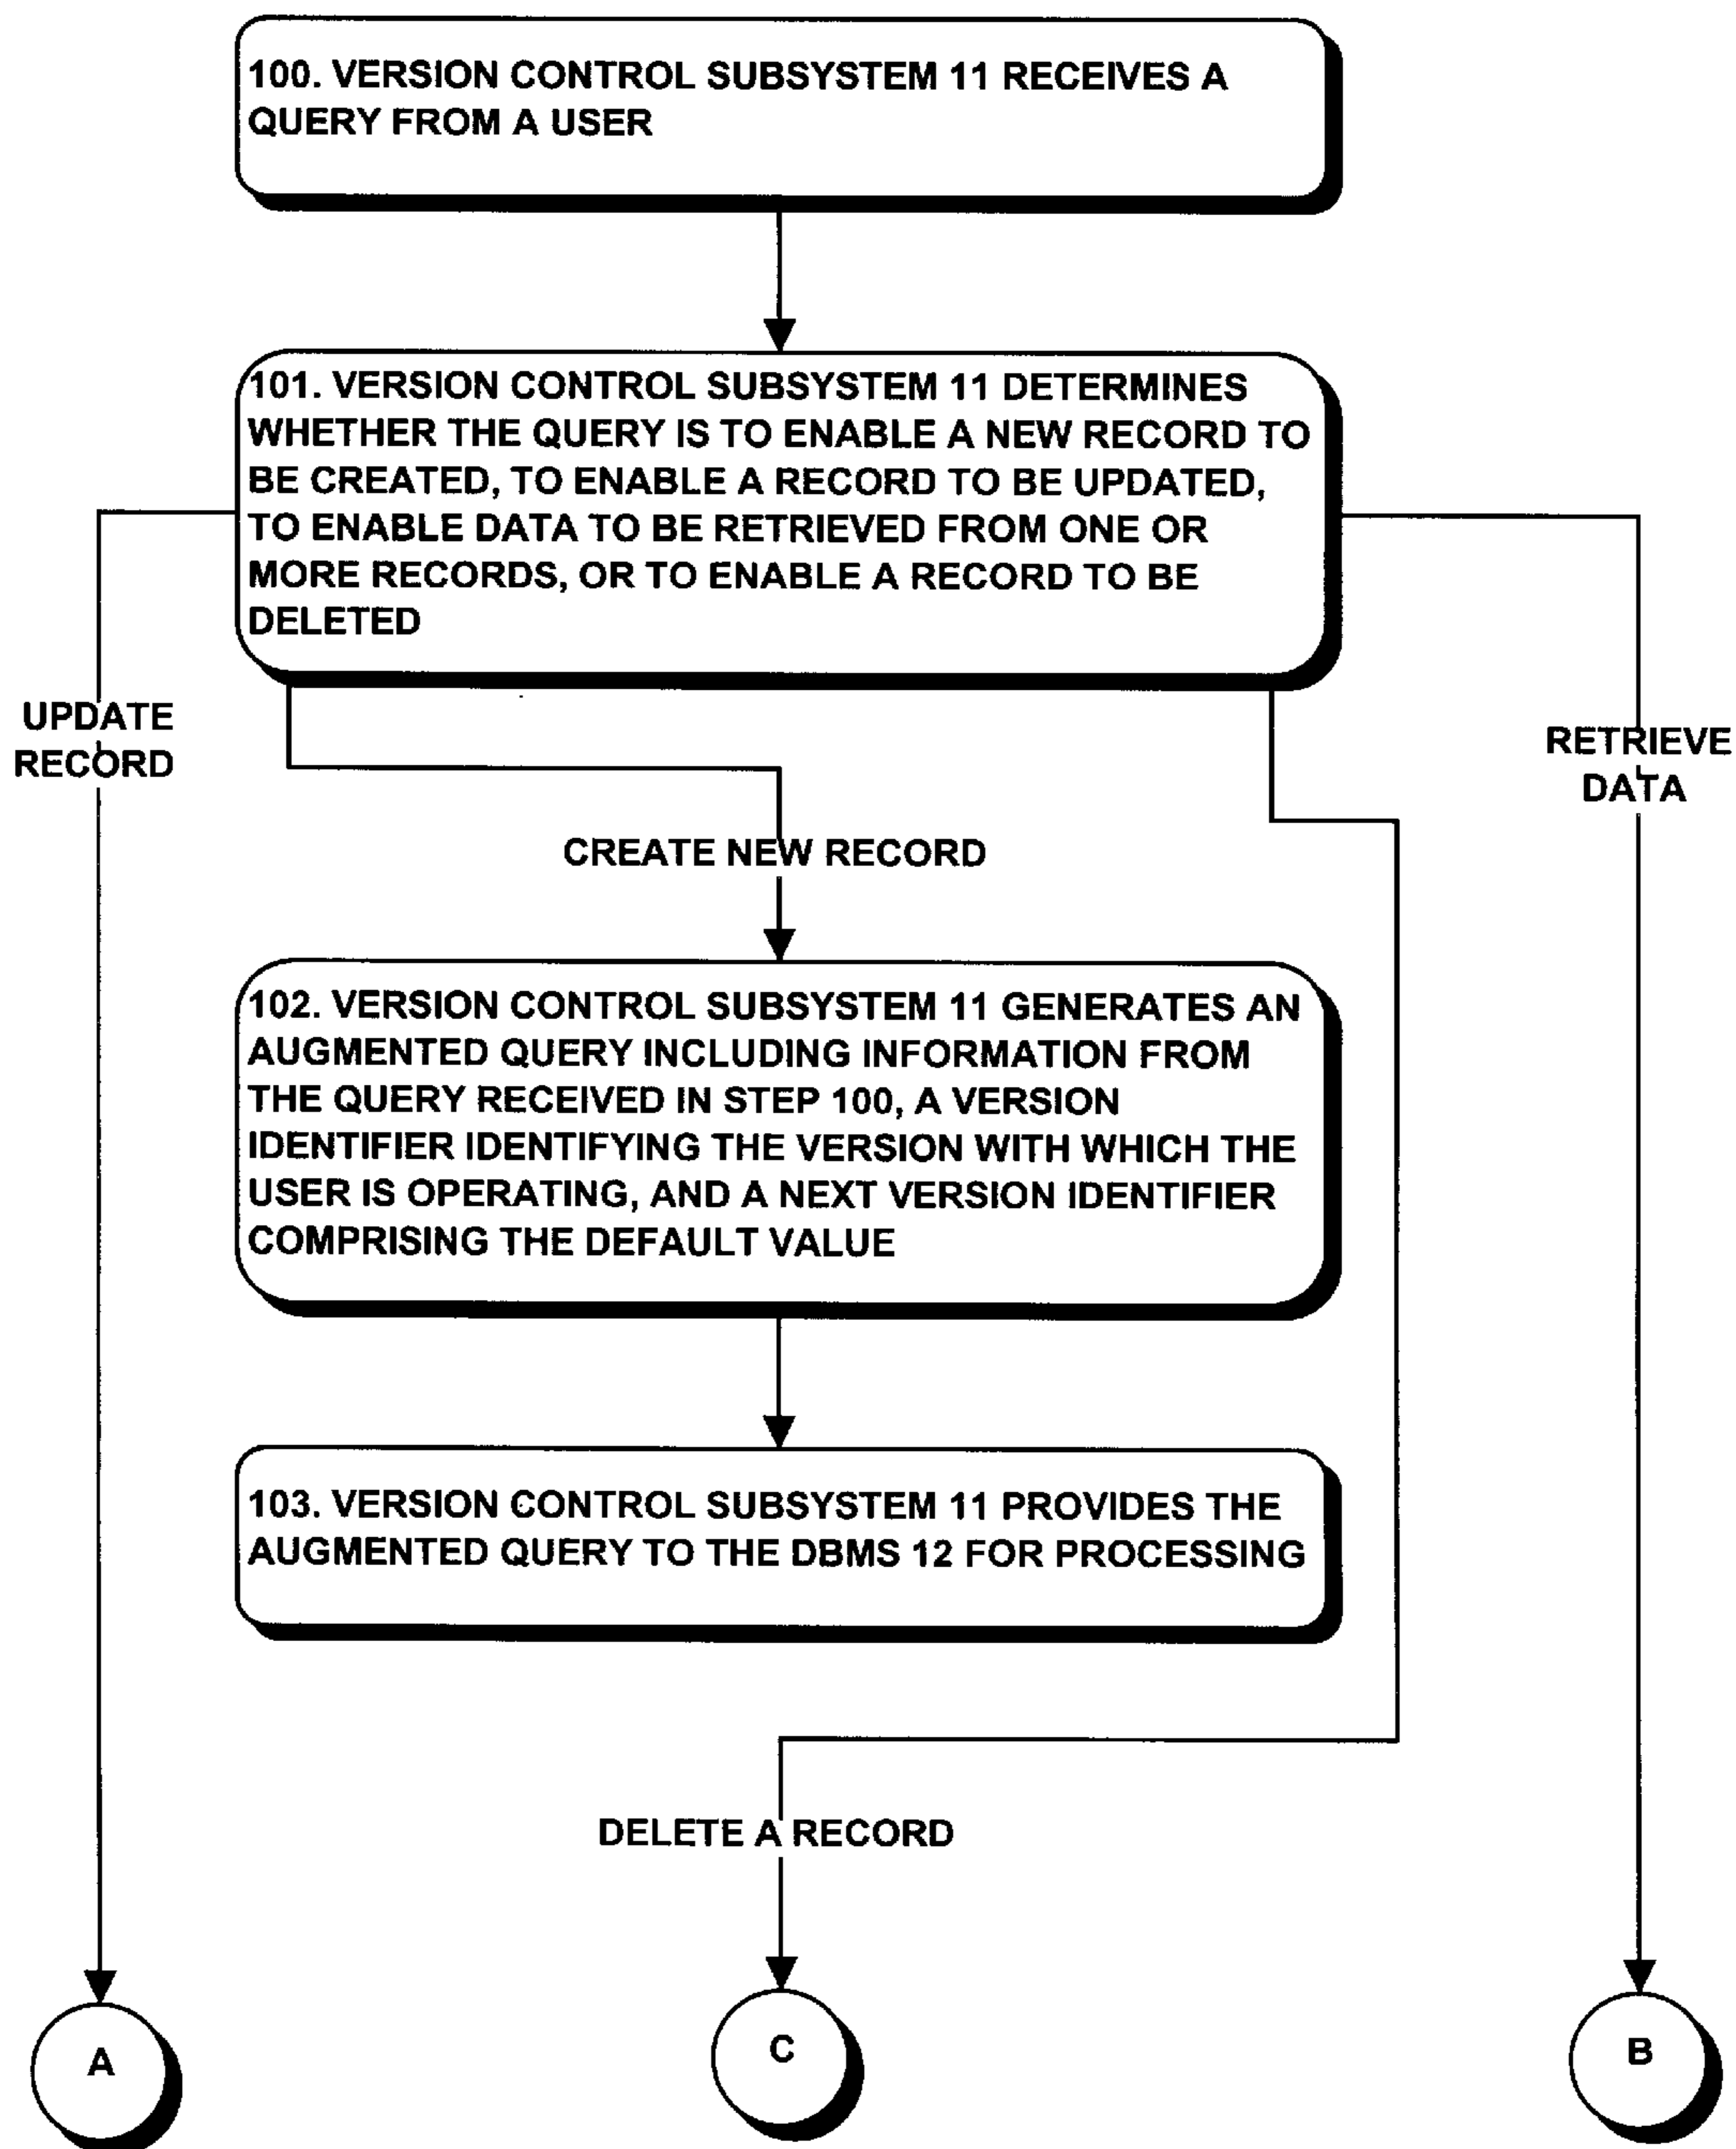 100. VERSION CONTROL SUBSYSTEM 11 RECEIVES A
QUERY FROM A USER
101. VERSION CONTROL SUBSYSTEM 11 DETERMINES
WHETHER THE QUERY IS TO ENABLE A NEW RECORD TO
BE CREATED, TO ENABLE A RECORD TO BE UPDATED,
TO ENABLE DATA TO BE RETRIEVED FROM ONE OR
MORE RECORDS, OR TO ENABLE A RECORD TO BE
DELETED
UPDATE
RECORD
RETRIEVE
DATA
CREATE NEW RECORD
102. VERSION CONTROL SUBSYSTEM 11 GENERATES AN
AUGMENTED QUERY INCLUDING INFORMATION FROM
THE QUERY RECEIVED IN STEP 100, A VERSION
IDENTIFIER IDENTIFYING THE VERSION WITH WHICH THE
USER IS OPERATING, AND A NEXT VERSION IDENTIFIER
COMPRISING THE DEFAULT VALUE
103. VERSION CONTROL SUBSYSTEM 11 PROVIDES THE
AUGMENTED QUERY TO THE DBMS 12 FOR PROCESSING
DELETE A RECORD
A
C
B